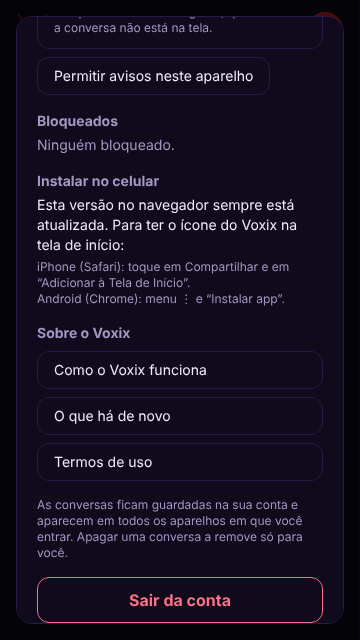 a conversa não está na tela.
Permitir avisos neste aparelho
Bloqueados
Ninguém bloqueado.
Instalar no celular
Esta versão no navegador sempre está
atualizada. Para ter o ícone do Voxix na
tela de início:
iPhone (Safari): toque em Compartilhar e em
“Adicionar à Tela de Início”.
Android (Chrome): menu ⋮ e “Instalar app”.
Sobre o Voxix
Como o Voxix funciona
O que há de novo
Termos de uso
As conversas ficam guardadas na sua conta e
aparecem em todos os aparelhos em que você
entrar. Apagar uma conversa a remove só para
você.
Sair da conta